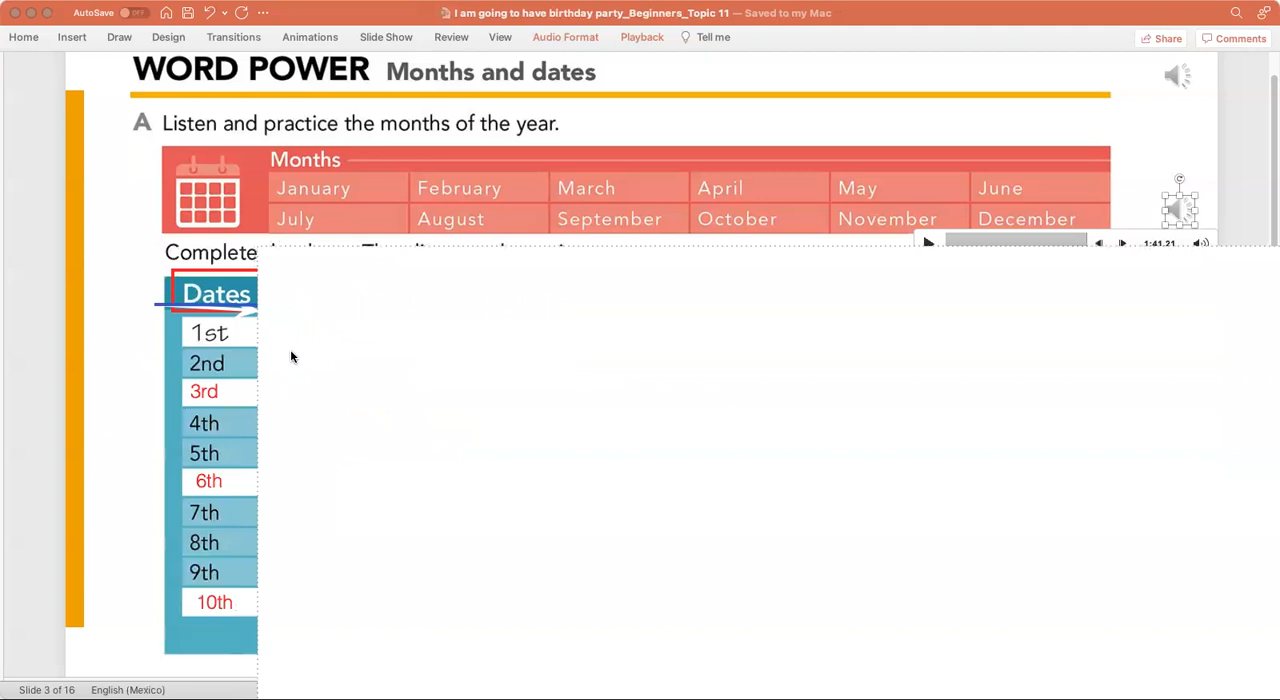 AutoSave OFF
I am going to have birthday party_Beginners_Topic 11 — Saved to my Mac
Home Insert Draw Design Transitions Animations Slide Show Review View Audio Format Playback Tell me Share Comments
WORD POWER Months and dates
A Listen and practice the months of the year.
Months
January February March April May June
July August September October November December
Complete
1:41.21
Dates
1st
2nd
3rd
4th
5th
6th
7th
8th
9th
10th
Slide 3 of 16 English (Mexico)